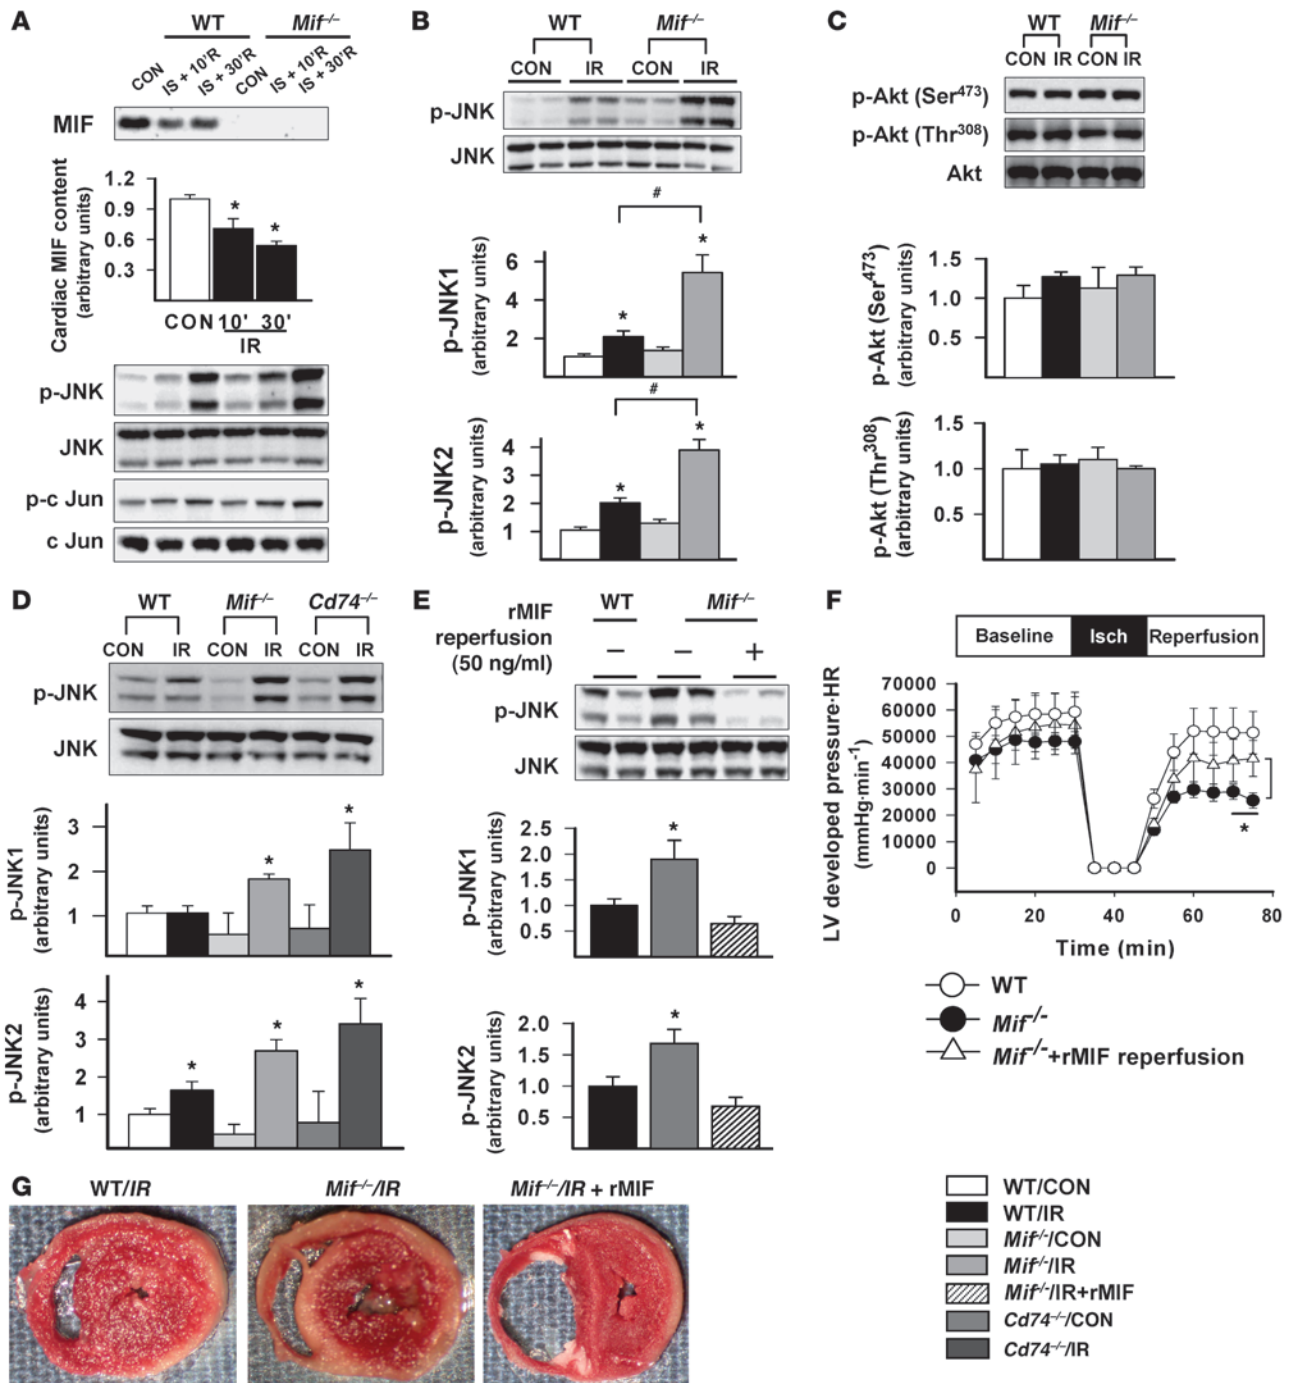 A
WT Mif–/–
CON IS + 10'R IS + 30'R CON IS + 10'R IS + 30'R
MIF
Cardiac MIF content
(arbitrary units)
1.2
0.9
0.6
0.3
* *
CON 10' 30'
IR
p-JNK
JNK
p-c Jun
c Jun
B
WT Mif–/–
CON IR CON IR
p-JNK
JNK
#
p-JNK1
(arbitrary units)
6
4
2
* *
#
p-JNK2
(arbitrary units)
4
3
2
1
* *
C
WT Mif–/–
CON IR CON IR
p-Akt (Ser473)
p-Akt (Thr308)
Akt
p-Akt (Ser473)
(arbitrary units)
1.5
1.0
0.5
p-Akt (Thr308)
(arbitrary units)
1.5
1.0
0.5
D
WT Mif–/– Cd74–/–
CON IR CON IR CON IR
p-JNK
JNK
p-JNK1
(arbitrary units)
3
2
1
* *
p-JNK2
(arbitrary units)
4
3
2
1
* * *
E
rMIF
reperfusion
(50 ng/ml)
WT Mif–/–
– – +
p-JNK
JNK
p-JNK1
(arbitrary units)
2.5
2.0
1.5
1.0
0.5
*
p-JNK2
(arbitrary units)
2.0
1.5
1.0
0.5
*
F
Baseline Isch Reperfusion
LV developed pressure·HR
(mmHg·min-1)
70000
60000
50000
40000
30000
20000
10000
0
*
0 20 40 60 80
Time (min)
WT
Mif-/-
Mif-/-+rMIF reperfusion
G
WT/IR Mif–/–/IR Mif–/–/IR + rMIF
WT/CON
WT/IR
Mif–/–/CON
Mif–/–/IR
Mif–/–/IR+rMIF
Cd74–/–/CON
Cd74–/–/IR